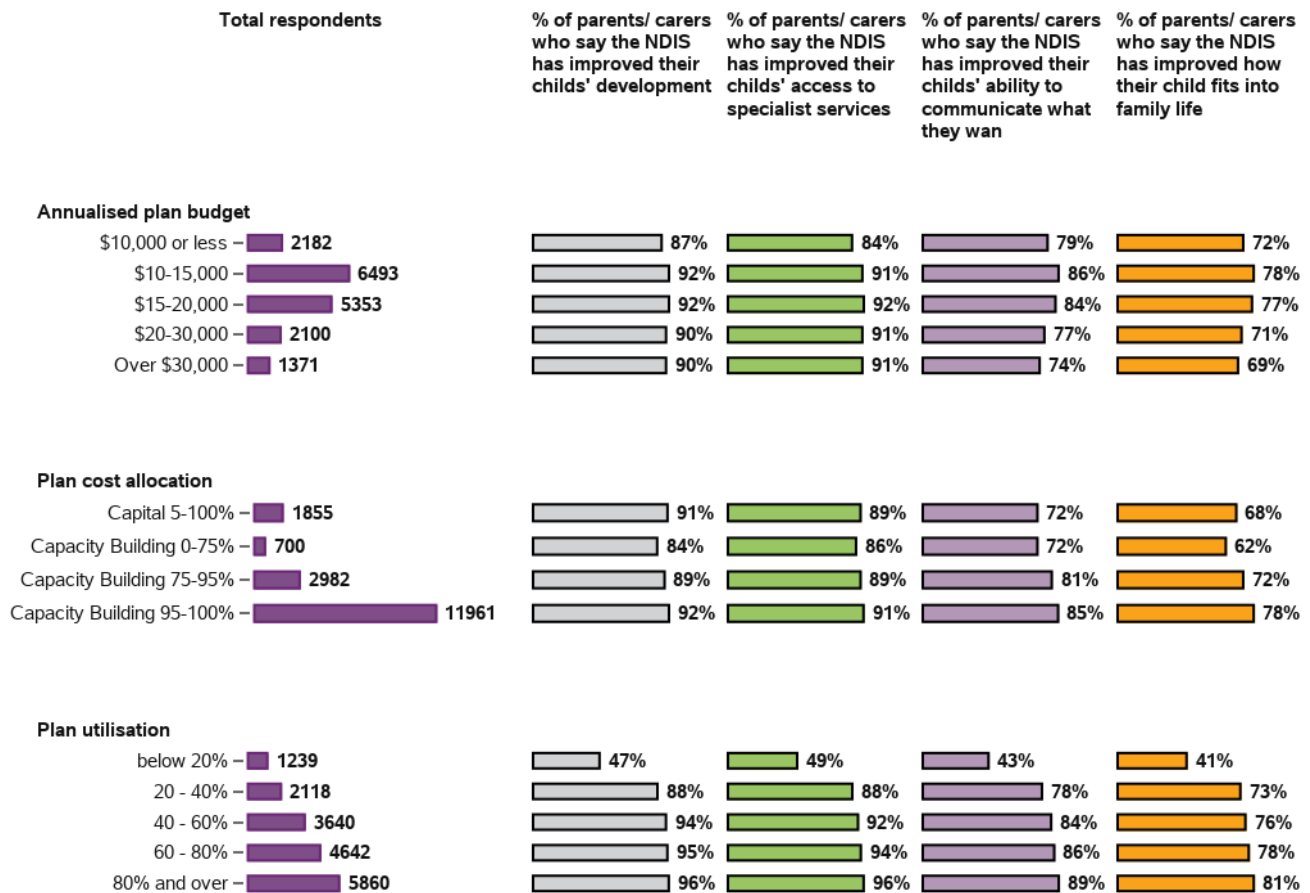 Total respondents
% of parents/ carers
who say the NDIS
has improved their
childs' development
% of parents/ carers
who say the NDIS
has improved their
childs' access to
specialist services
% of parents/ carers
who say the NDIS
has improved their
childs' ability to
communicate what
they wan
% of parents/ carers
who say the NDIS
has improved how
their child fits into
family life
Annualised plan budget
$10,000 or less 2182 87% 84% 79% 72%
$10-15,000 6493 92% 91% 86% 78%
$15-20,000 5353 92% 92% 84% 77%
$20-30,000 2100 90% 91% 77% 71%
Over $30,000 1371 90% 91% 74% 69%
Plan cost allocation
Capital 5-100% 1855 91% 89% 72% 68%
Capacity Building 0-75% 700 84% 86% 72% 62%
Capacity Building 75-95% 2982 89% 89% 81% 72%
Capacity Building 95-100% 11961 92% 91% 85% 78%
Plan utilisation
below 20% 1239 47% 49% 43% 41%
20 - 40% 2118 88% 88% 78% 73%
40 - 60% 3640 94% 92% 84% 76%
60 - 80% 4642 95% 94% 86% 78%
80% and over 5860 96% 96% 89% 81%